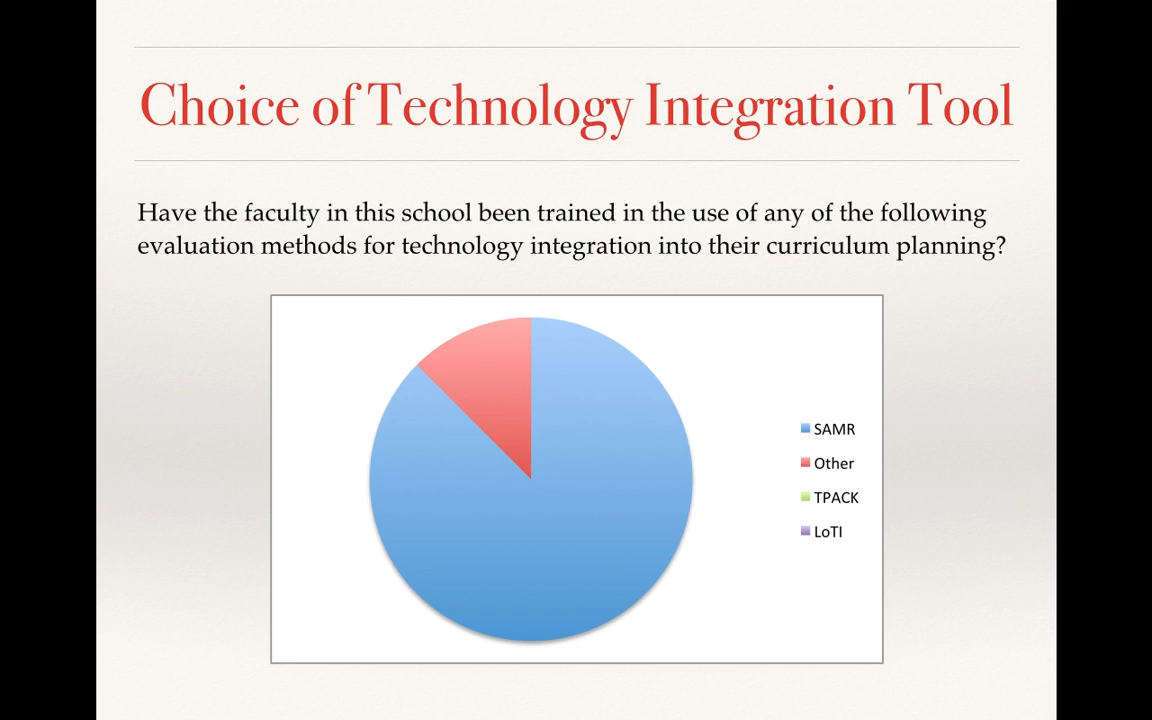 Choice of Technology Integration Tool
Have the faculty in this school been trained in the use of any of the following
evaluation methods for technology integration into their curriculum planning?
SAMR
Other
TPACK
LoTI